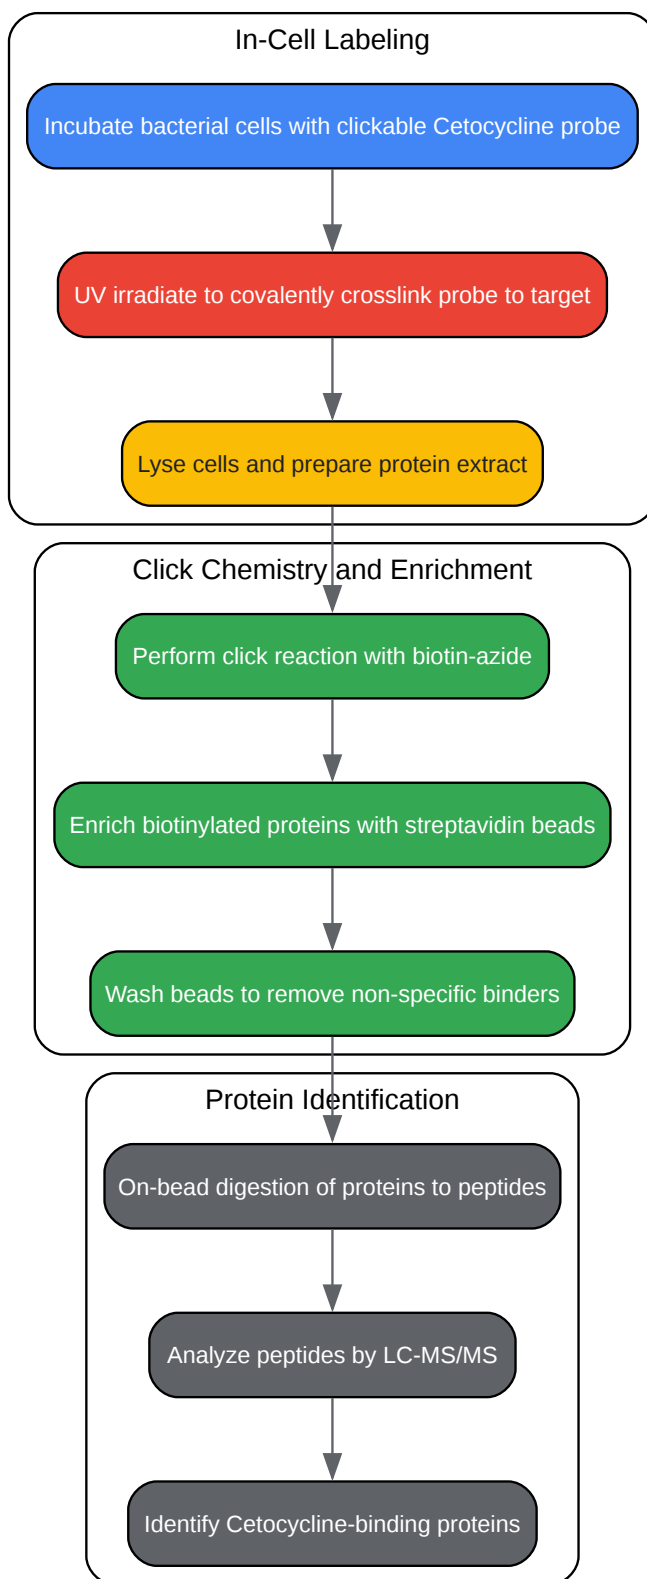 In-Cell Labeling
Incubate bacterial cells with clickable Cetocycline probe
UV irradiate to covalently crosslink probe to target
Lyse cells and prepare protein extract
Click Chemistry and Enrichment
Perform click reaction with biotin-azide
Enrich biotinylated proteins with streptavidin beads
Wash beads to remove non-specific binders
Protein Identification
On-bead digestion of proteins to peptides
Analyze peptides by LC-MS/MS
Identify Cetocycline-binding proteins